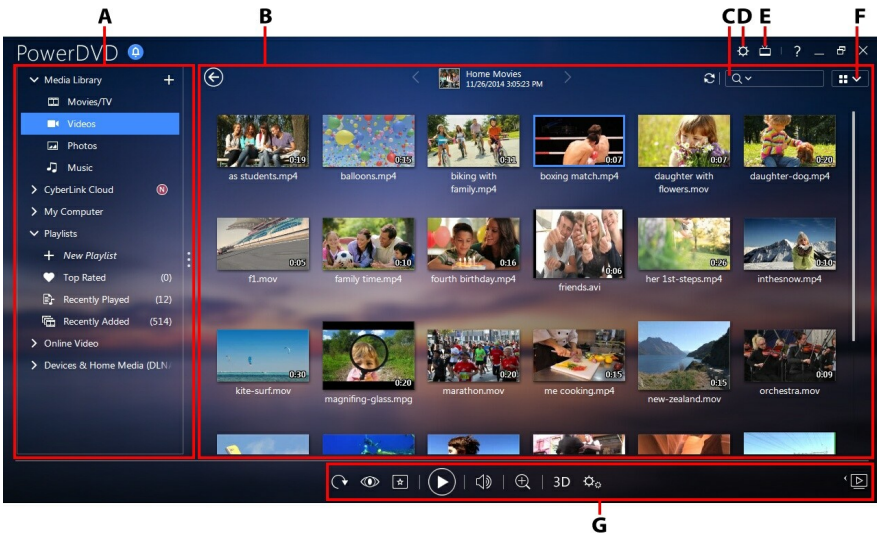 A B CD E F
PowerDVD
?
Media Library +
Movies/TV
Videos
Photos
Music
CyberLink Cloud N
My Computer
Playlists
+ New Playlist
Top Rated (0)
Recently Played (12)
Recently Added (514)
Online Video
Devices & Home Media (DLNA
Home Movies
11/26/2014 3:05:23 PM
0:19 0:15 0:11 0:07 0:07 0:20
as students.mp4 balloons.mp4 biking with family.mp4 boxing match.mp4 daughter with flowers.mov daughter-dog.mp4
0:05 0:10 0:16 0:06 0:26 0:10
f1.mov family time.mp4 fourth birthday.mp4 friends.avi her 1st-steps.mp4 inthesnow.mp4
0:30 0:20 0:20 0:15 0:15 0:09
kite-surf.mov magnifing-glass.mpg marathon.mov me cooking.mp4 new-zealand.mov orchestra.mov
3D
G